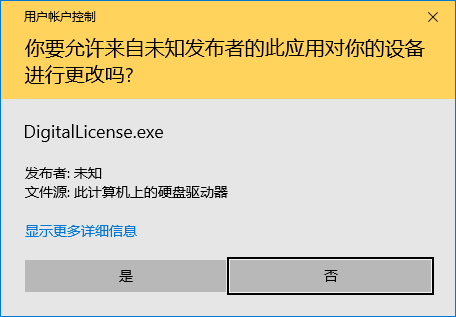 用户帐户控制
你要允许来自未知发布者的此应用对你的设备
进行更改吗?
DigitalLicense.exe
发布者: 未知
文件源: 此计算机上的硬盘驱动器
显示更多详细信息
是
否